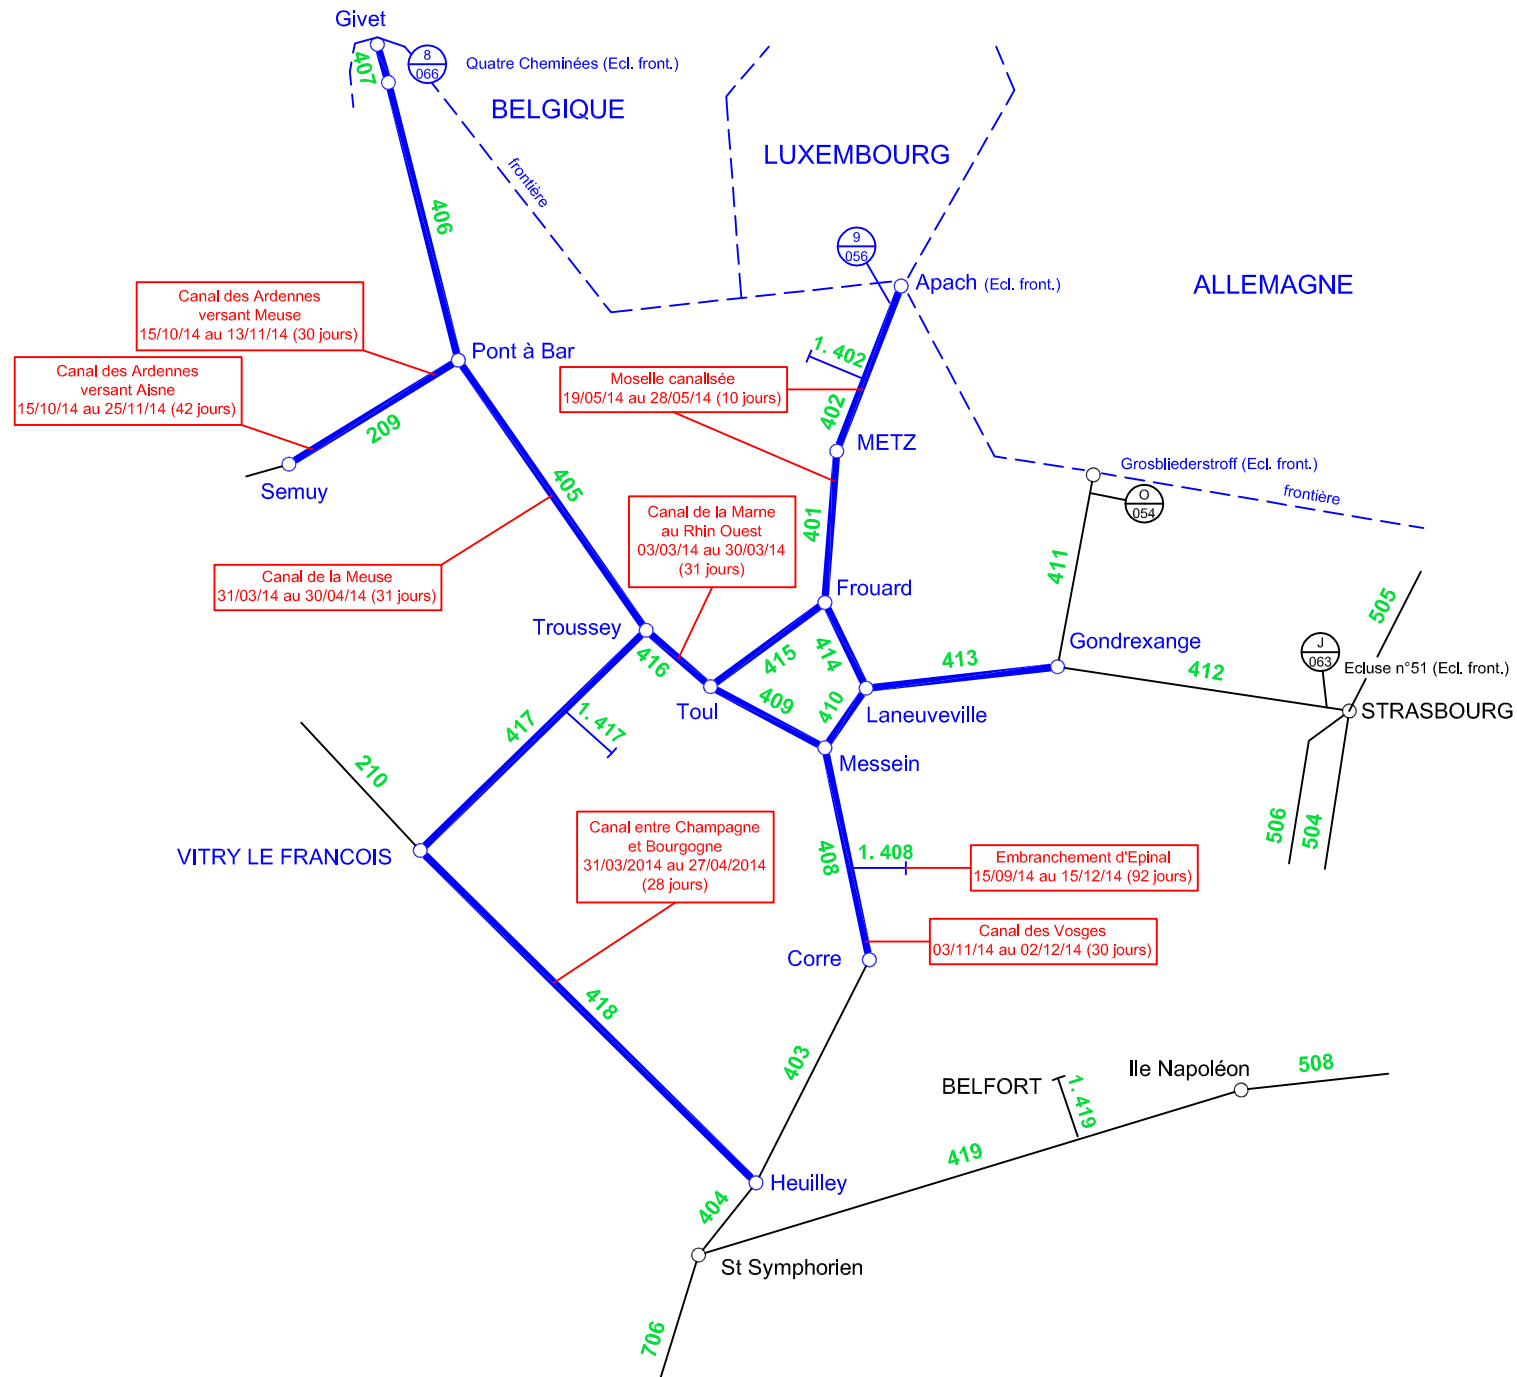 Givet
407
8
066
Quatre Cheminées (Ecl. front.)
BELGIQUE
LUXEMBOURG
frontière
406
9
056
Apach (Ecl. front.)
ALLEMAGNE
Canal des Ardennes
versant Meuse
15/10/14 au 13/11/14 (30 jours)
Pont à Bar
1. 402
Canal des Ardennes
versant Aisne
15/10/14 au 25/11/14 (42 jours)
Moselle canalisée
19/05/14 au 28/05/14 (10 jours)
209
402
METZ
Semuy
405
Grosbliederstroff (Ecl. front.)
frontière
O
054
Canal de la Marne
au Rhin Ouest
03/03/14 au 30/03/14
(31 jours)
401
411
Canal de la Meuse
31/03/14 au 30/04/14 (31 jours)
Frouard
505
Troussey
416
415
414
413
Gondrexange
J
063
Ecluse n°51 (Ecl. front.)
412
Toul
409
410
Laneuveville
STRASBOURG
417
1. 417
Messein
210
506
504
VITRY LE FRANCOIS
Canal entre Champagne
et Bourgogne
31/03/2014 au 27/04/2014
(28 jours)
408
1. 408
Embranchement d'Epinal
15/09/14 au 15/12/14 (92 jours)
Canal des Vosges
03/11/14 au 02/12/14 (30 jours)
Corre
418
403
BELFORT
1. 419
Ile Napoléon
508
419
Heuilley
404
St Symphorien
706